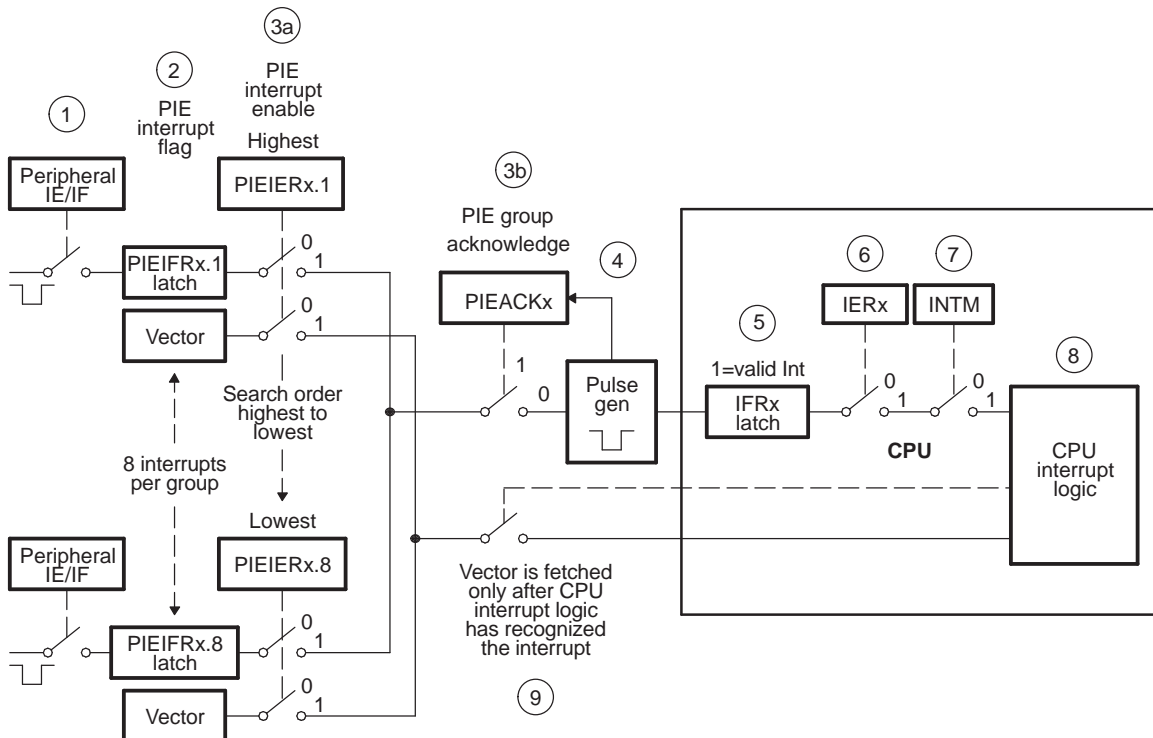 3a
2
PIE
interrupt
enable
1
PIE
interrupt
flag
Highest
Peripheral
IE/IF
PIEIERx.1
3b
PIE group
acknowledge
0
1
PIEIFRx.1
latch
4
6
7
PIEACKx
IERx
INTM
Vector
0
1
5
1=valid Int
8
1
0
Pulse
gen
IFRx
latch
0
1
0
1
CPU
CPU
interrupt
logic
Search order
highest to
lowest
8 interrupts
per group
Lowest
Peripheral
IE/IF
PIEIERx.8
Vector is fetched
only after CPU
interrupt logic
has recognized
the interrupt
PIEIFRx.8
latch
0
1
Vector
0
1
9